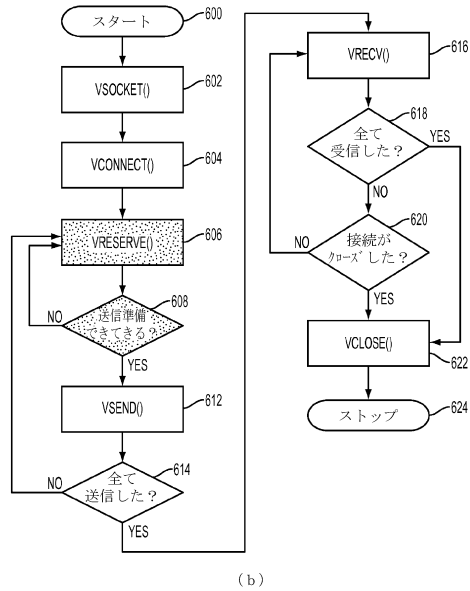 スタート
600
VSOCKET()
602
VCONNECT()
604
VRESERVE()
606
送信準備
できてきる？
608
NO
YES
VSEND()
612
全て
送信した？
614
NO
YES
VRECV()
616
全て
受信した？
618
YES
NO
接続が
ｸﾛｰｽﾞした？
620
NO
YES
VCLOSE()
622
ストップ
624
(b)